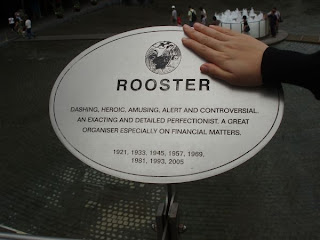 ROOSTER
DASHING, HEROIC, AMUSING, ALERT AND CONTROVERSIAL.
AN EXACTING AND DETAILED PERFECTIONIST. A GREAT
ORGANISER ESPECIALLY ON FINANCIAL MATTERS.
1921, 1933, 1945, 1957, 1969,
1981, 1993, 2005